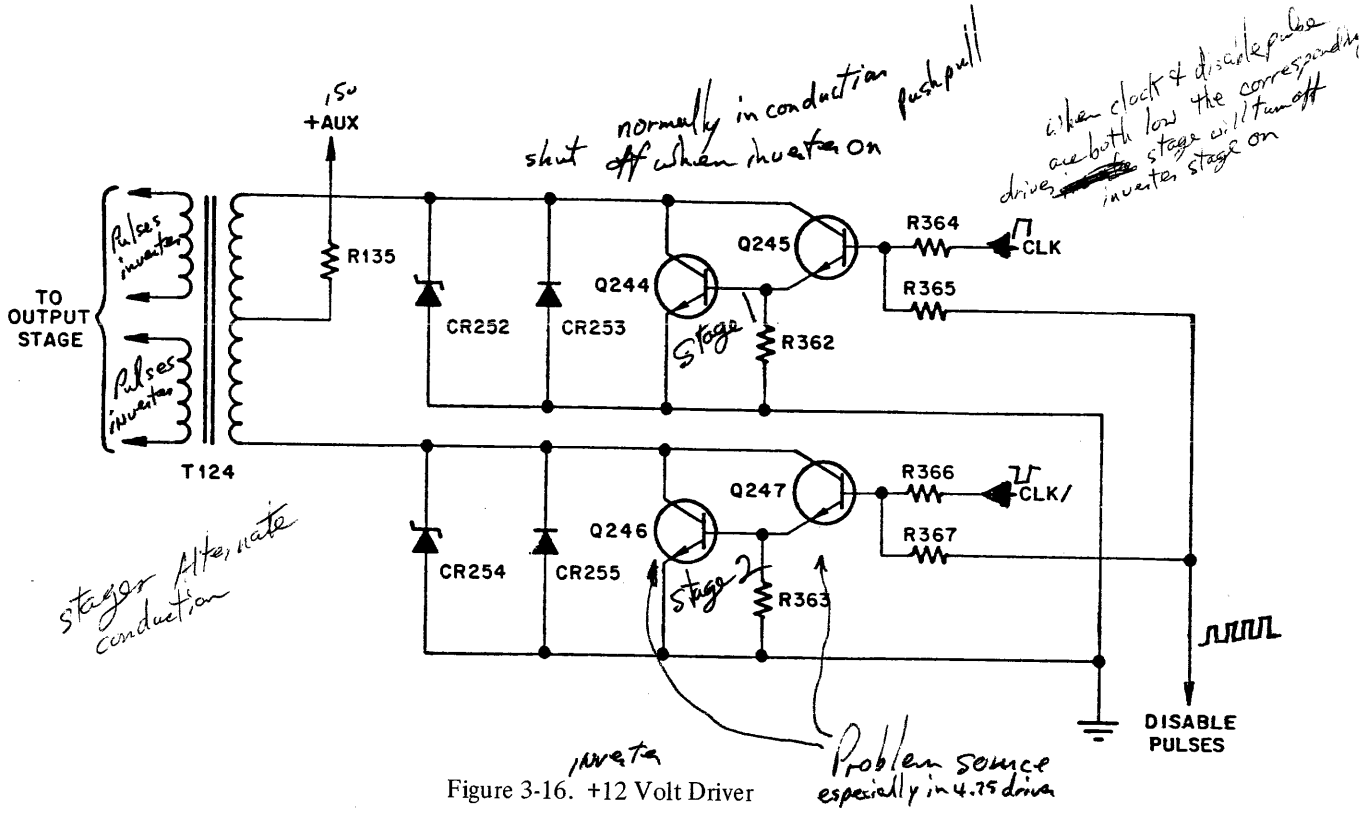 15v
+AUX
normally in conduction pushpull
shut off when inverter on
when clock & disable pulse
are both low the corresponding
driver stage will turn off
inverter stage on
Pulses
inverter
TO
OUTPUT
STAGE
Pulses
inverter
T124
R135
CR252
CR253
Q244
Q245
stage 1
R362
R364
CLK
R365
CR254
CR255
Q246
Q247
stage 2
R363
R366
CLK/
R367
stages Alternate
conduction
DISABLE
PULSES
Problem source
especially in 4.75 driver
inverter
Figure 3-16. +12 Volt Driver